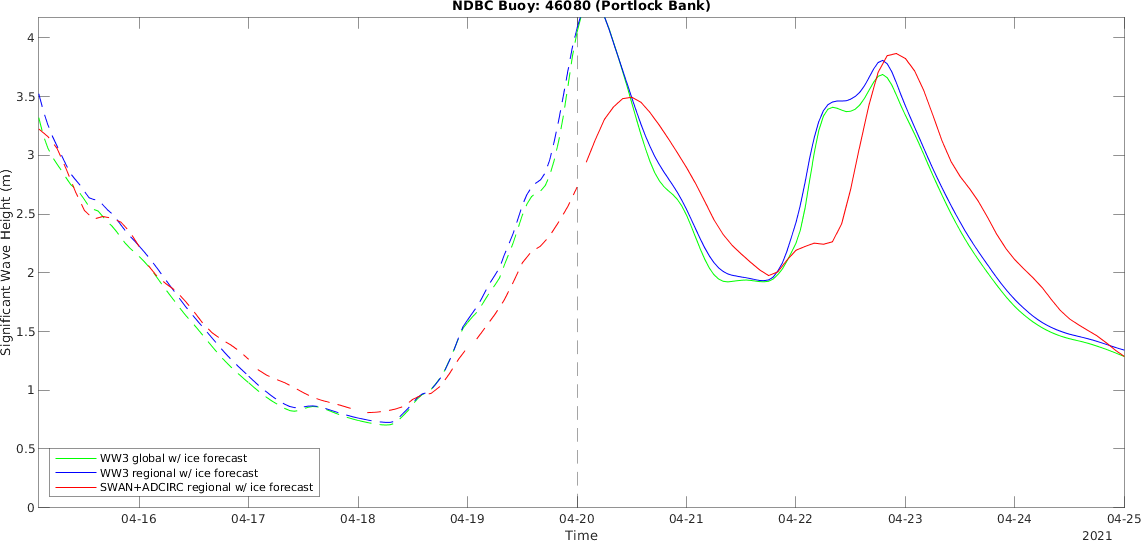 NDBC Buoy: 46080 (Portlock Bank)
Significant Wave Height (m)
4
3.5
3
2.5
2
1.5
1
0.5
0
WW3 global w/ ice forecast
WW3 regional w/ ice forecast
SWAN+ADCIRC regional w/ ice forecast
04-16 04-17 04-18 04-19 04-20 04-21 04-22 04-23 04-24 04-25
Time
2021